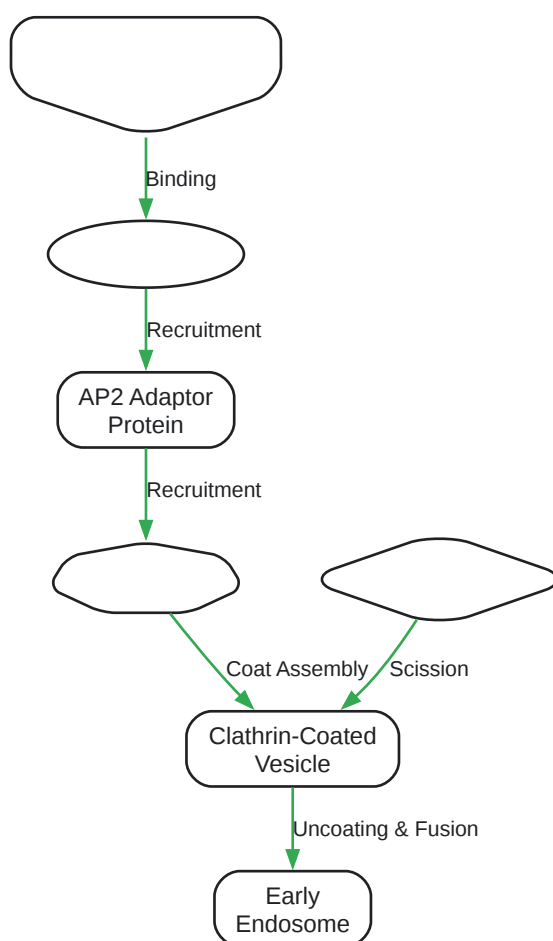 Binding
Recruitment
AP2 Adaptor
Protein
Recruitment
Coat Assembly
Scission
Clathrin-Coated
Vesicle
Uncoating & Fusion
Early
Endosome